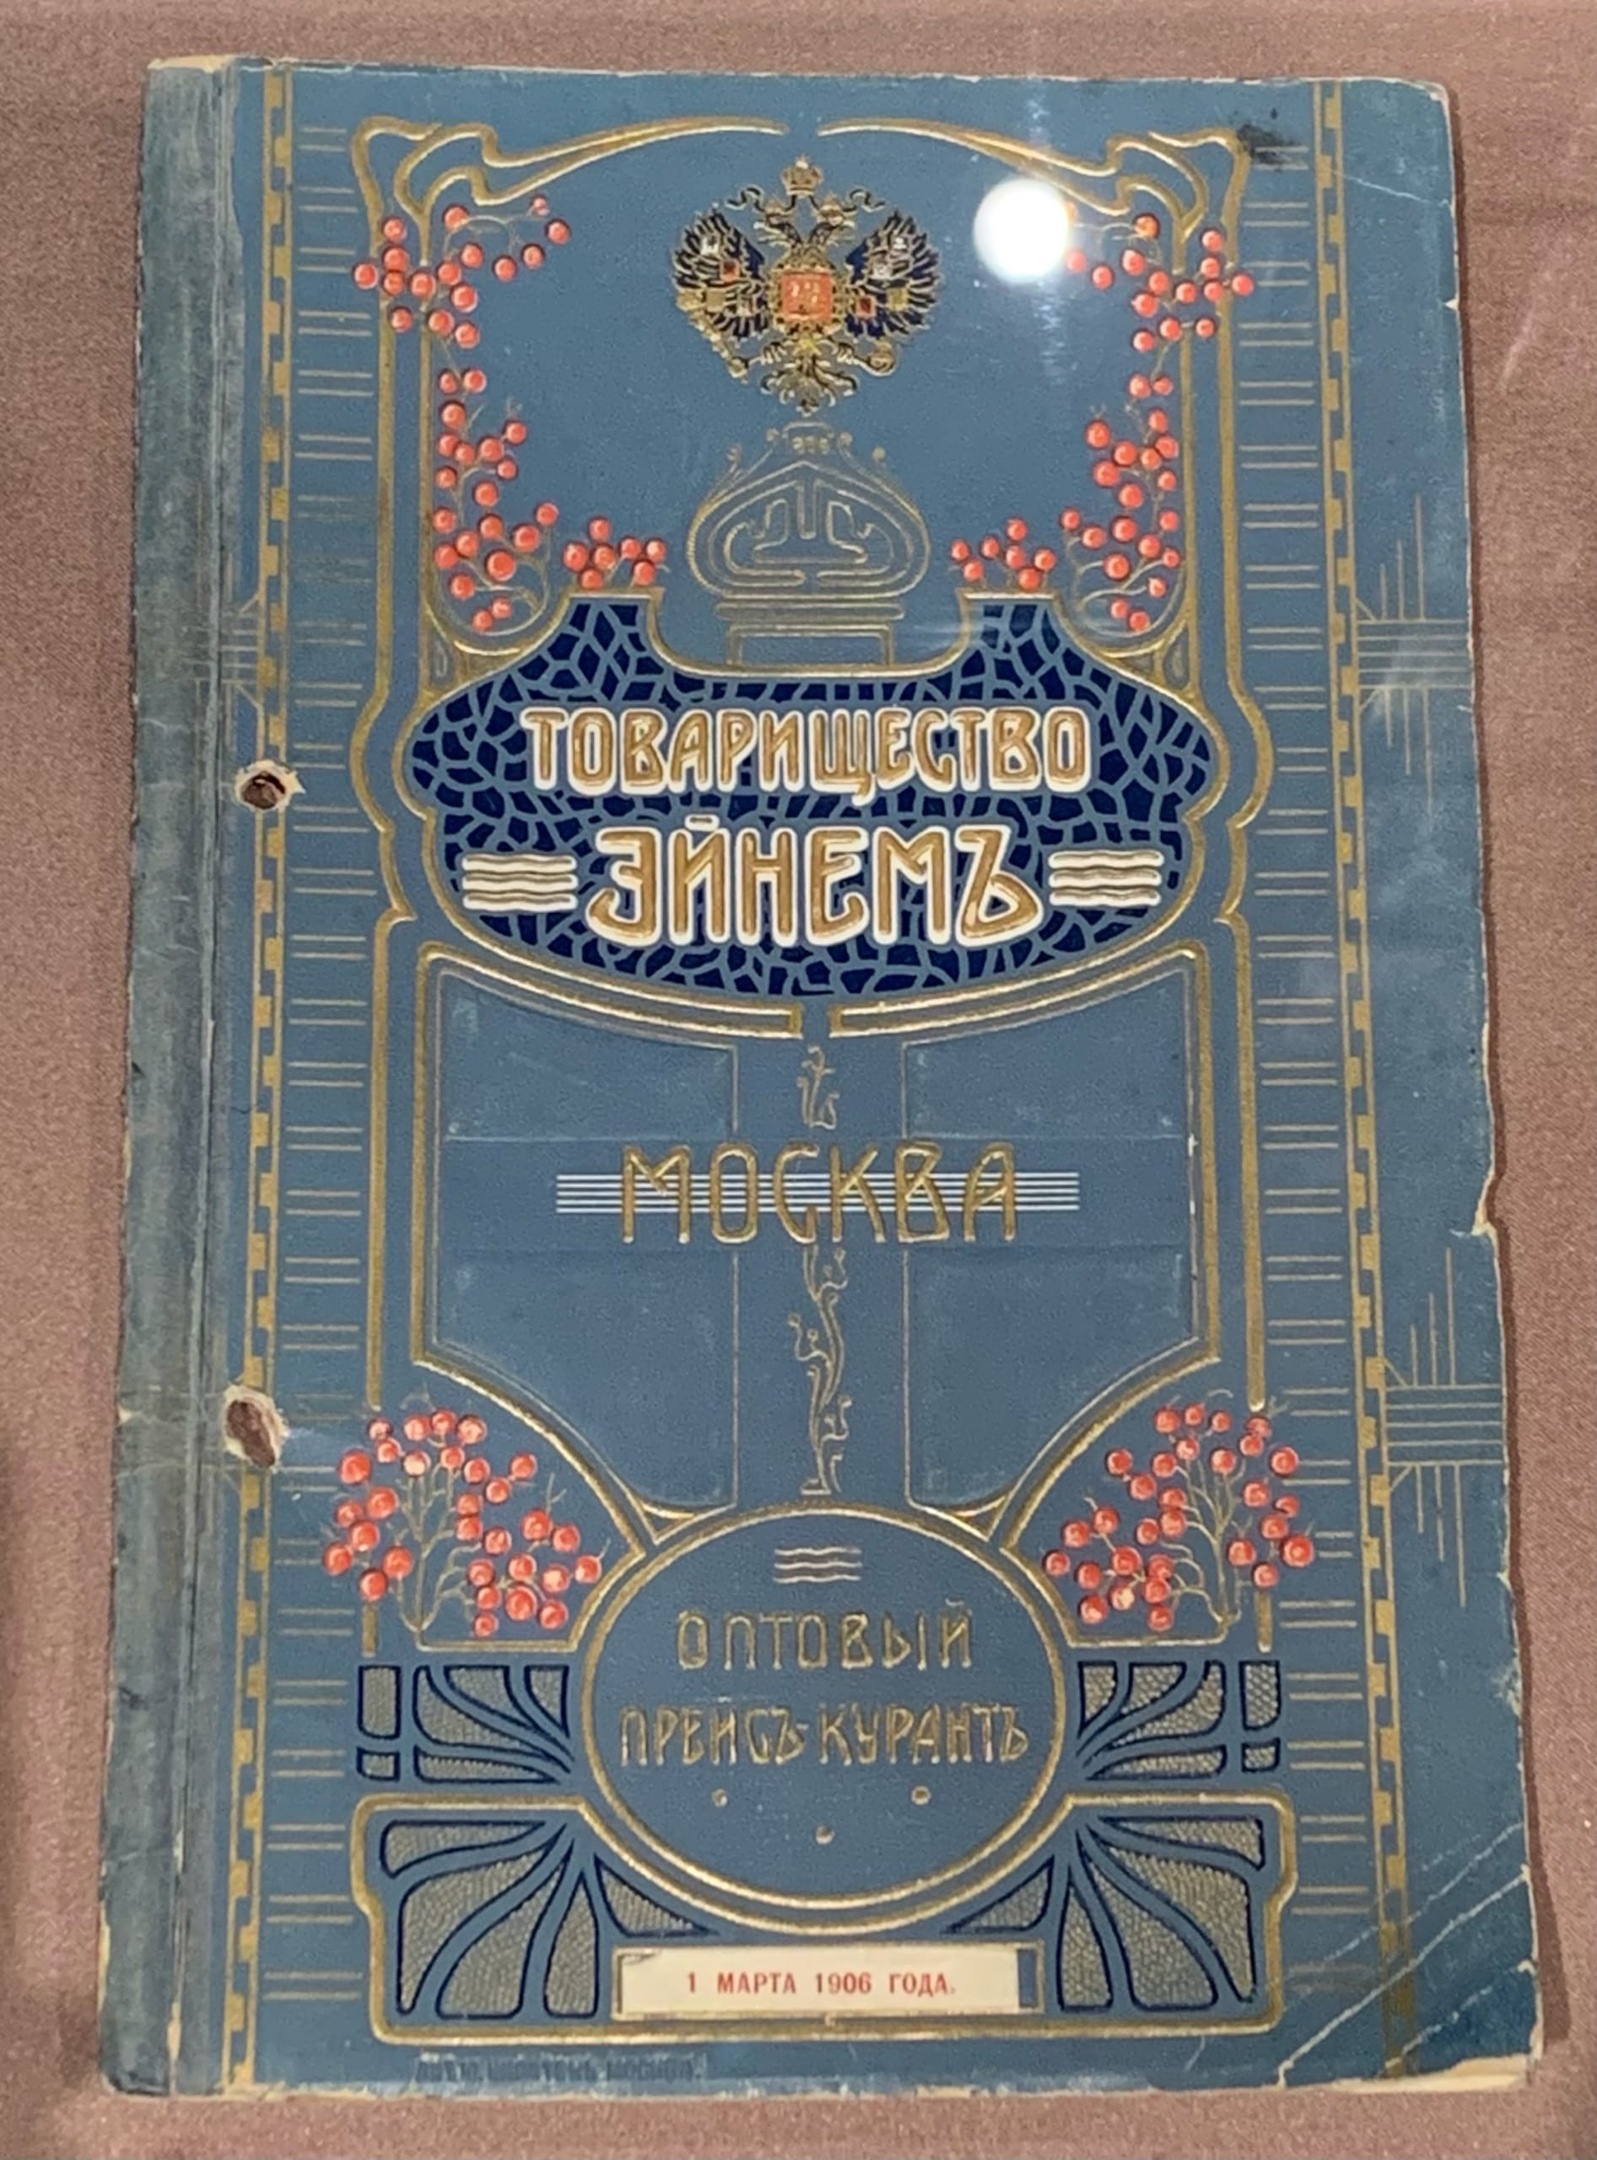 ТОВАРИЩЕСТВО
ЭЙНЕМЪ
МОСКВА
ОПТОВЫЙ
ПРЕЙСЪ-КУРАНТЪ
1 МАРТА 1906 ГОДА.